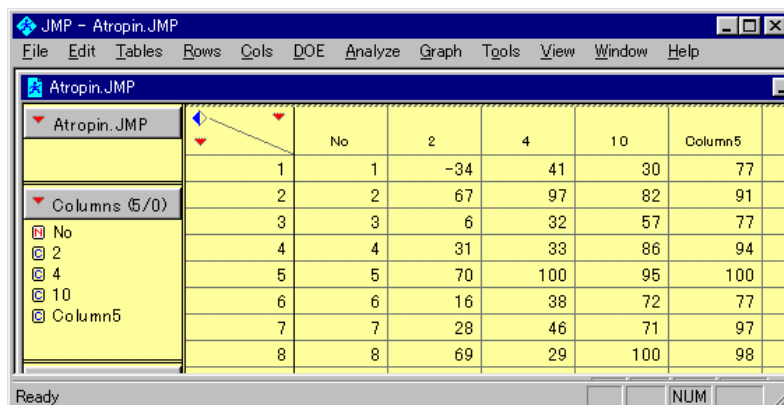 JMP - Atropin.JMP
File Edit Tables Rows Cols DOE Analyze Graph Tools View Window Help
Atropin.JMP
Atropin.JMP
No 2 4 10 Column5
1 1 -34 41 30 77
2 2 67 97 82 91
3 3 6 32 57 77
4 4 31 33 86 94
5 5 70 100 95 100
6 6 16 38 72 77
7 7 28 46 71 97
8 8 69 29 100 98
Columns (5/0)
N No
C 2
C 4
C 10
C Column5
Ready NUM